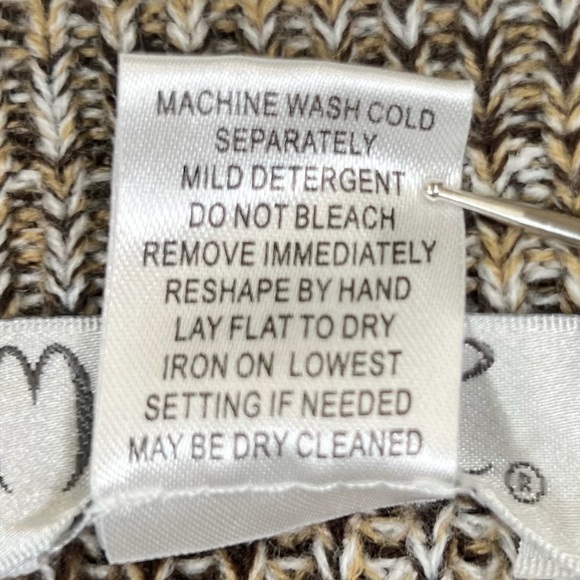 MACHINE WASH COLD
SEPARATELY
MILD DETERGENT
DO NOT BLEACH
REMOVE IMMEDIATELY
RESHAPE BY HAND
LAY FLAT TO DRY
IRON ON LOWEST
SETTING IF NEEDED
MAY BE DRY CLEANED
®